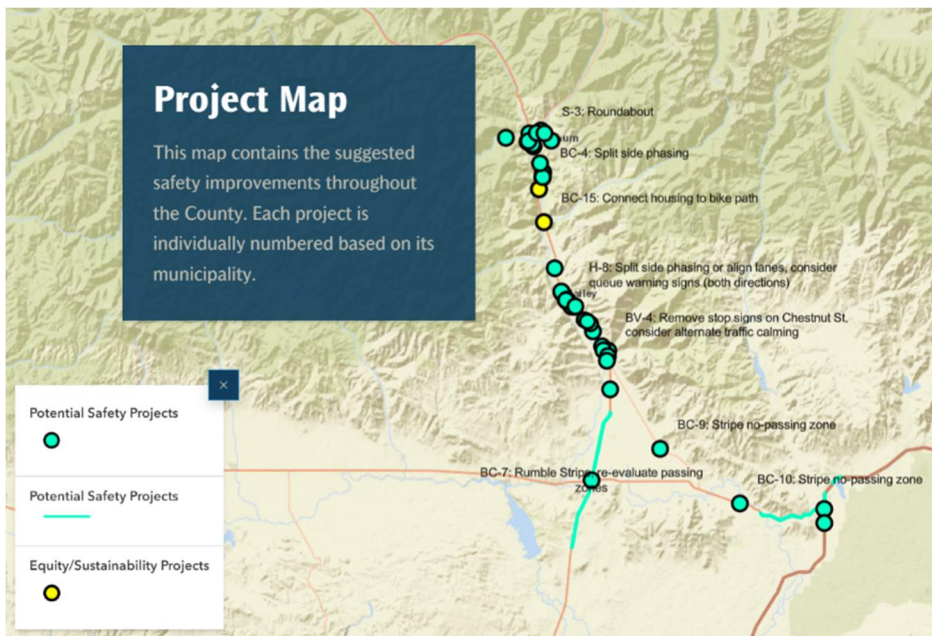 Project Map
This map contains the suggested
safety improvements throughout
the County. Each project is
individually numbered based on its
municipality.
S-3: Roundabout
um
BC-4: Split side phasing
BC-15: Connect housing to bike path
H-8: Split side phasing or align lanes, consider
queue warning signs (both directions)
alley
BV-4: Remove stop signs on Chestnut St,
consider alternate traffic calming
BC-9: Stripe no-passing zone
BC-7: Rumble Strips, re-evaluate passing
zones
BC-10: Stripe no-passing zone
×
Potential Safety Projects
Potential Safety Projects
Equity/Sustainability Projects